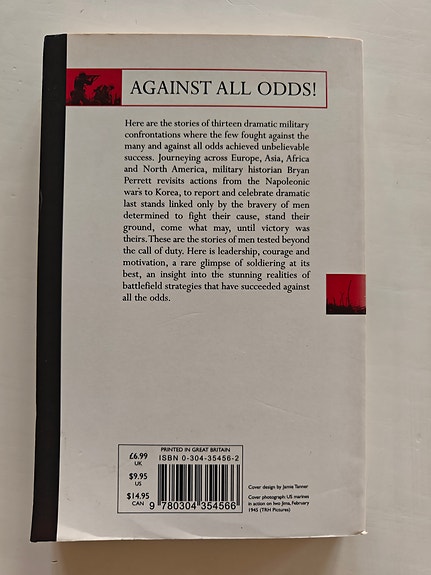 AGAINST ALL ODDS!
Here are the stories of thirteen dramatic military
confrontations where the few fought against the
many and against all odds achieved unbelievable
success. Journeying across Europe, Asia, Africa
and North America, military historian Bryan
Perrett revisits actions from the Napoleonic
wars to Korea, to report and celebrate dramatic
last stands linked only by the bravery of men
determined to fight their cause, stand their
ground, come what may, until victory was
theirs. These are the stories of men tested beyond
the call of duty. Here is leadership, courage and
motivation, a rare glimpse of soldiering at its
best, an insight into the stunning realities of
battlefield strategies that have succeeded against
all the odds.
£6.99
UK
$9.95
US
$14.95
CAN
PRINTED IN GREAT BRITAIN
ISBN 0-304-35456-2
9 780304 354566
Cover design by Jamie Tanner
Cover photograph: US marines
in action on Iwo Jima, February
1945 (TRH Pictures)